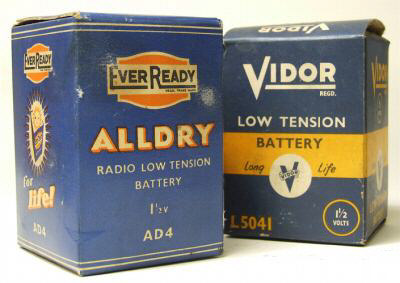 EVER READY
for
life!
AD4
EVER READY
REGD. TRADE MARK
ALLDRY
RADIO LOW TENSION
BATTERY
1½V
AD4
VIDOR
REGD.
LOW TENSION
BATTERY
Long Life
VIDOR
L5041
1½
VOLTS